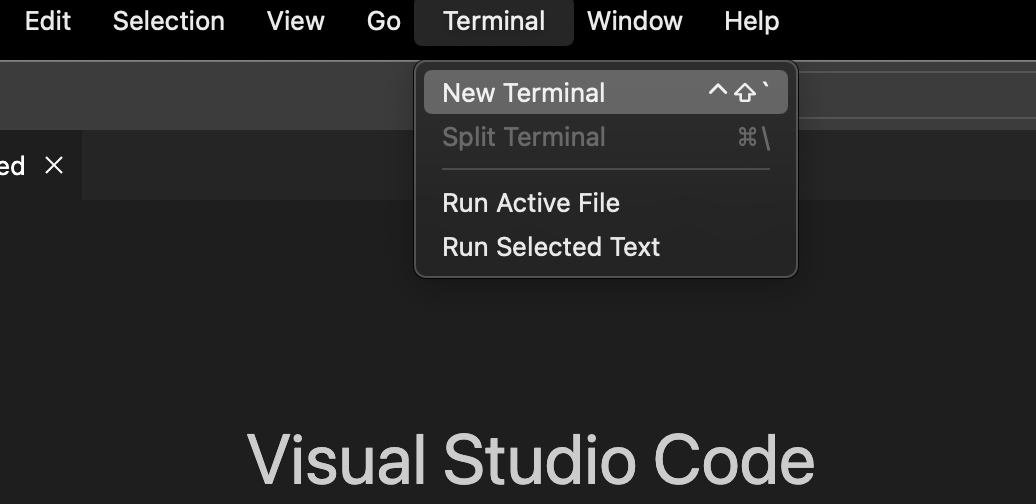 Edit Selection View Go Terminal Window Help
New Terminal ^⇧`
ed ×
Split Terminal ⌘\
Run Active File
Run Selected Text
Visual Studio Code